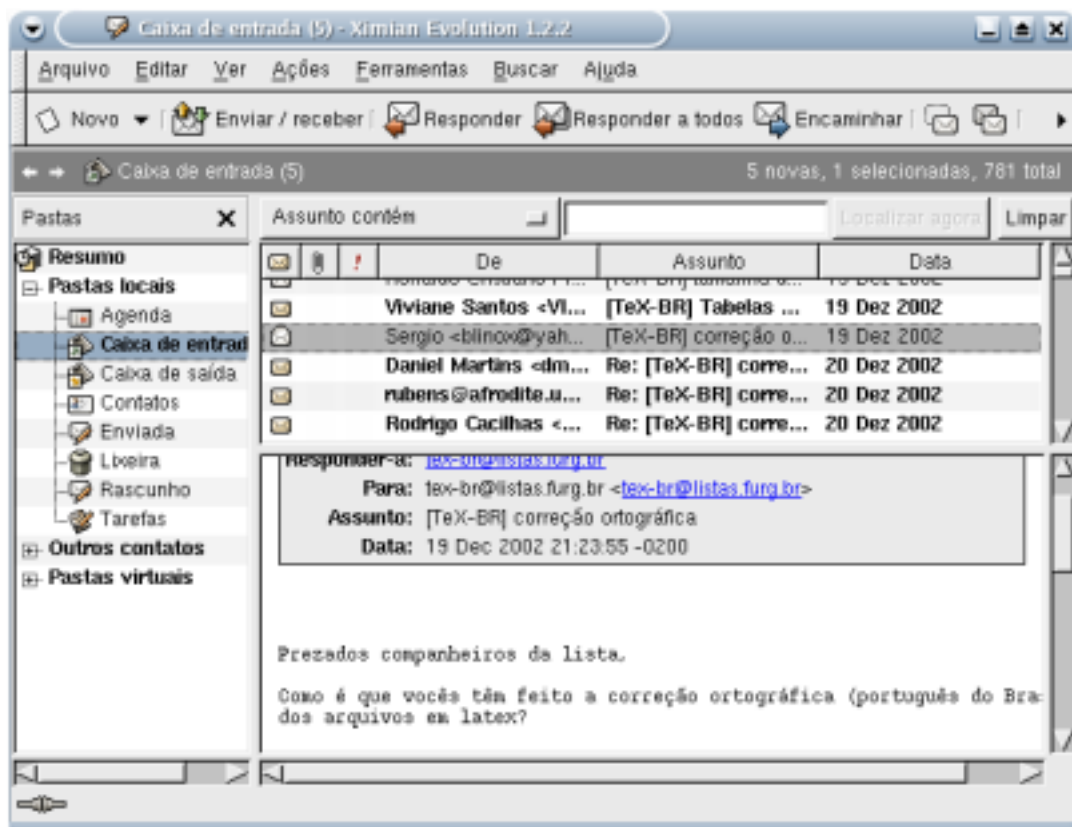 Caixa de entrada (5) - Ximian Evolution 1.2.2
Arquivo Editar Ver Ações Ferramentas Buscar Ajuda
Novo Enviar / receber Responder Responder a todos Encaminhar
Caixa de entrada (5) 5 novas, 1 selecionadas, 781 total
Pastas Assunto contém Localizar agora Limpar
Resumo
Pastas locais
Agenda
Caixa de entrad
Caixa de saída
Contatos
Enviada
Lixeira
Rascunho
Tarefas
Outros contatos
Pastas virtuais
! De Assunto Data
Viviane Santos <VI... [TeX-BR] Tabelas ... 19 Dez 2002
Sergio <blinox@yah... [TeX-BR] correção o... 19 Dez 2002
Daniel Martins <dm... Re: [TeX-BR] corre... 20 Dez 2002
rubens@afrodite.u... Re: [TeX-BR] corre... 20 Dez 2002
Rodrigo Cacilhas <... Re: [TeX-BR] corre... 20 Dez 2002
Responder-a: tex-br@listas.furg.br
Para: tex-br@listas.furg.br <tex-br@listas.furg.br>
Assunto: [TeX-BR] correção ortográfica
Data: 19 Dec 2002 21:23:55 -0200
Prezados companheiros da lista,
Como é que vocês têm feito a correção ortográfica (português do Bra
dos arquivos em latex?